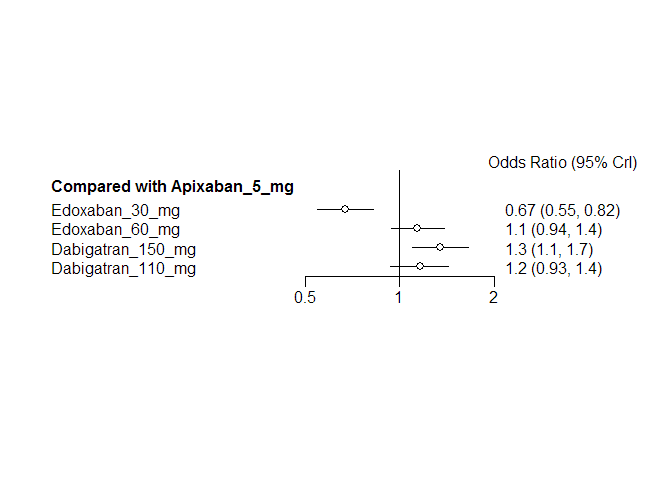 Odds Ratio (95% CrI)
Compared with Apixaban_5_mg
Edoxaban_30_mg 0.67 (0.55, 0.82)
Edoxaban_60_mg 1.1 (0.94, 1.4)
Dabigatran_150_mg 1.3 (1.1, 1.7)
Dabigatran_110_mg 1.2 (0.93, 1.4)
0.5 1 2